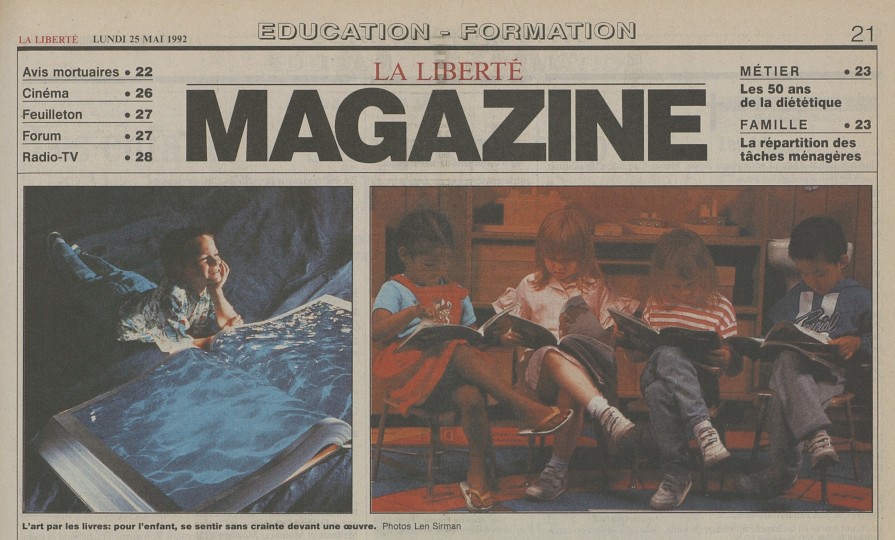 LA LIBERTÉ LUNDI 25 MAI 1992 EDUCATION - FORMATION 21
Avis mortuaires • 22
Cinéma • 26
Feuilleton • 27
Forum • 27
Radio-TV • 28
LA LIBERTÉ
MAGAZINE
MÉTIER • 23
Les 50 ans
de la diététique
FAMILLE • 23
La répartition des
tâches ménagères
L'art par les livres: pour l'enfant, se sentir sans crainte devant une œuvre. Photos Len Sirman